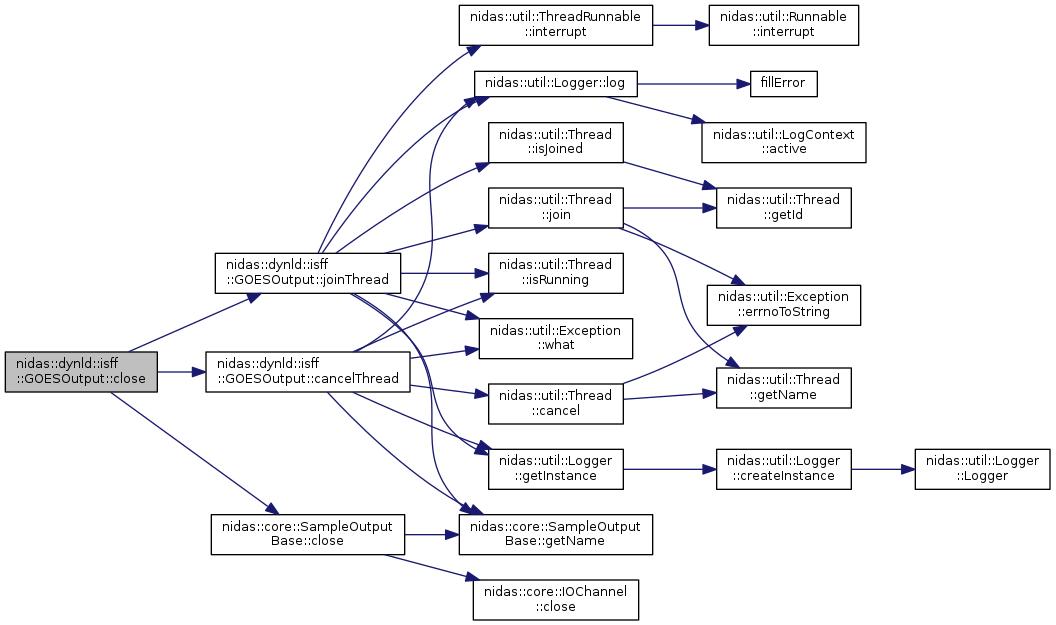 nidas::util::ThreadRunnable
::interrupt
nidas::util::Runnable
::interrupt
nidas::util::Logger::log
fillError
nidas::util::LogContext
::active
nidas::util::Thread
::isJoined
nidas::util::Thread
::join
nidas::util::Thread
::getId
nidas::dynld::isff
::GOESOutput::joinThread
nidas::util::Thread
::isRunning
nidas::util::Exception
::errnoToString
nidas::util::Exception
::what
nidas::dynld::isff
::GOESOutput::close
nidas::dynld::isff
::GOESOutput::cancelThread
nidas::util::Thread
::cancel
nidas::util::Thread
::getName
nidas::util::Logger
::getInstance
nidas::util::Logger
::createInstance
nidas::util::Logger
::Logger
nidas::core::SampleOutput
Base::close
nidas::core::SampleOutput
Base::getName
nidas::core::IOChannel
::close